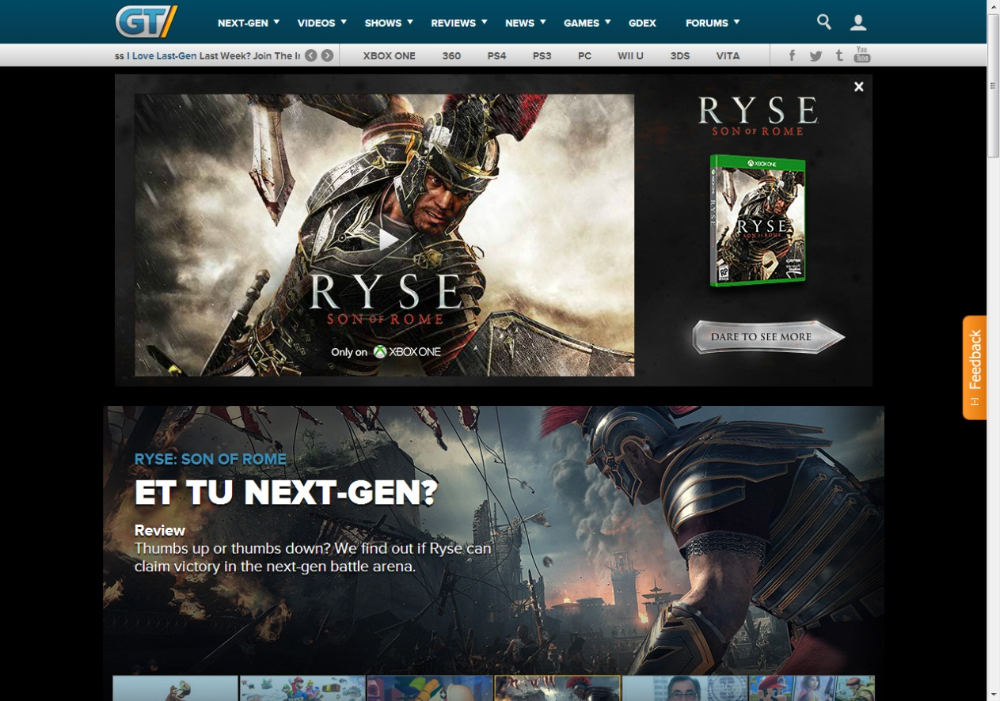 GT/
NEXT-GEN VIDEOS SHOWS REVIEWS NEWS GAMES GDEX FORUMS
ss I Love Last-Gen Last Week? Join The
XBOX ONE 360 PS4 PS3 PC WII U 3DS VITA
You
Tube
RYSE
SON OF ROME
XBOX ONE
RYSE
SON OF ROME
DARE TO SEE MORE
RYSE
SON OF ROME
Only on XBOX ONE
[-] Feedback
RYSE: SON OF ROME
ET TU NEXT-GEN?
Review
Thumbs up or thumbs down? We find out if Ryse can
claim victory in the next-gen battle arena.